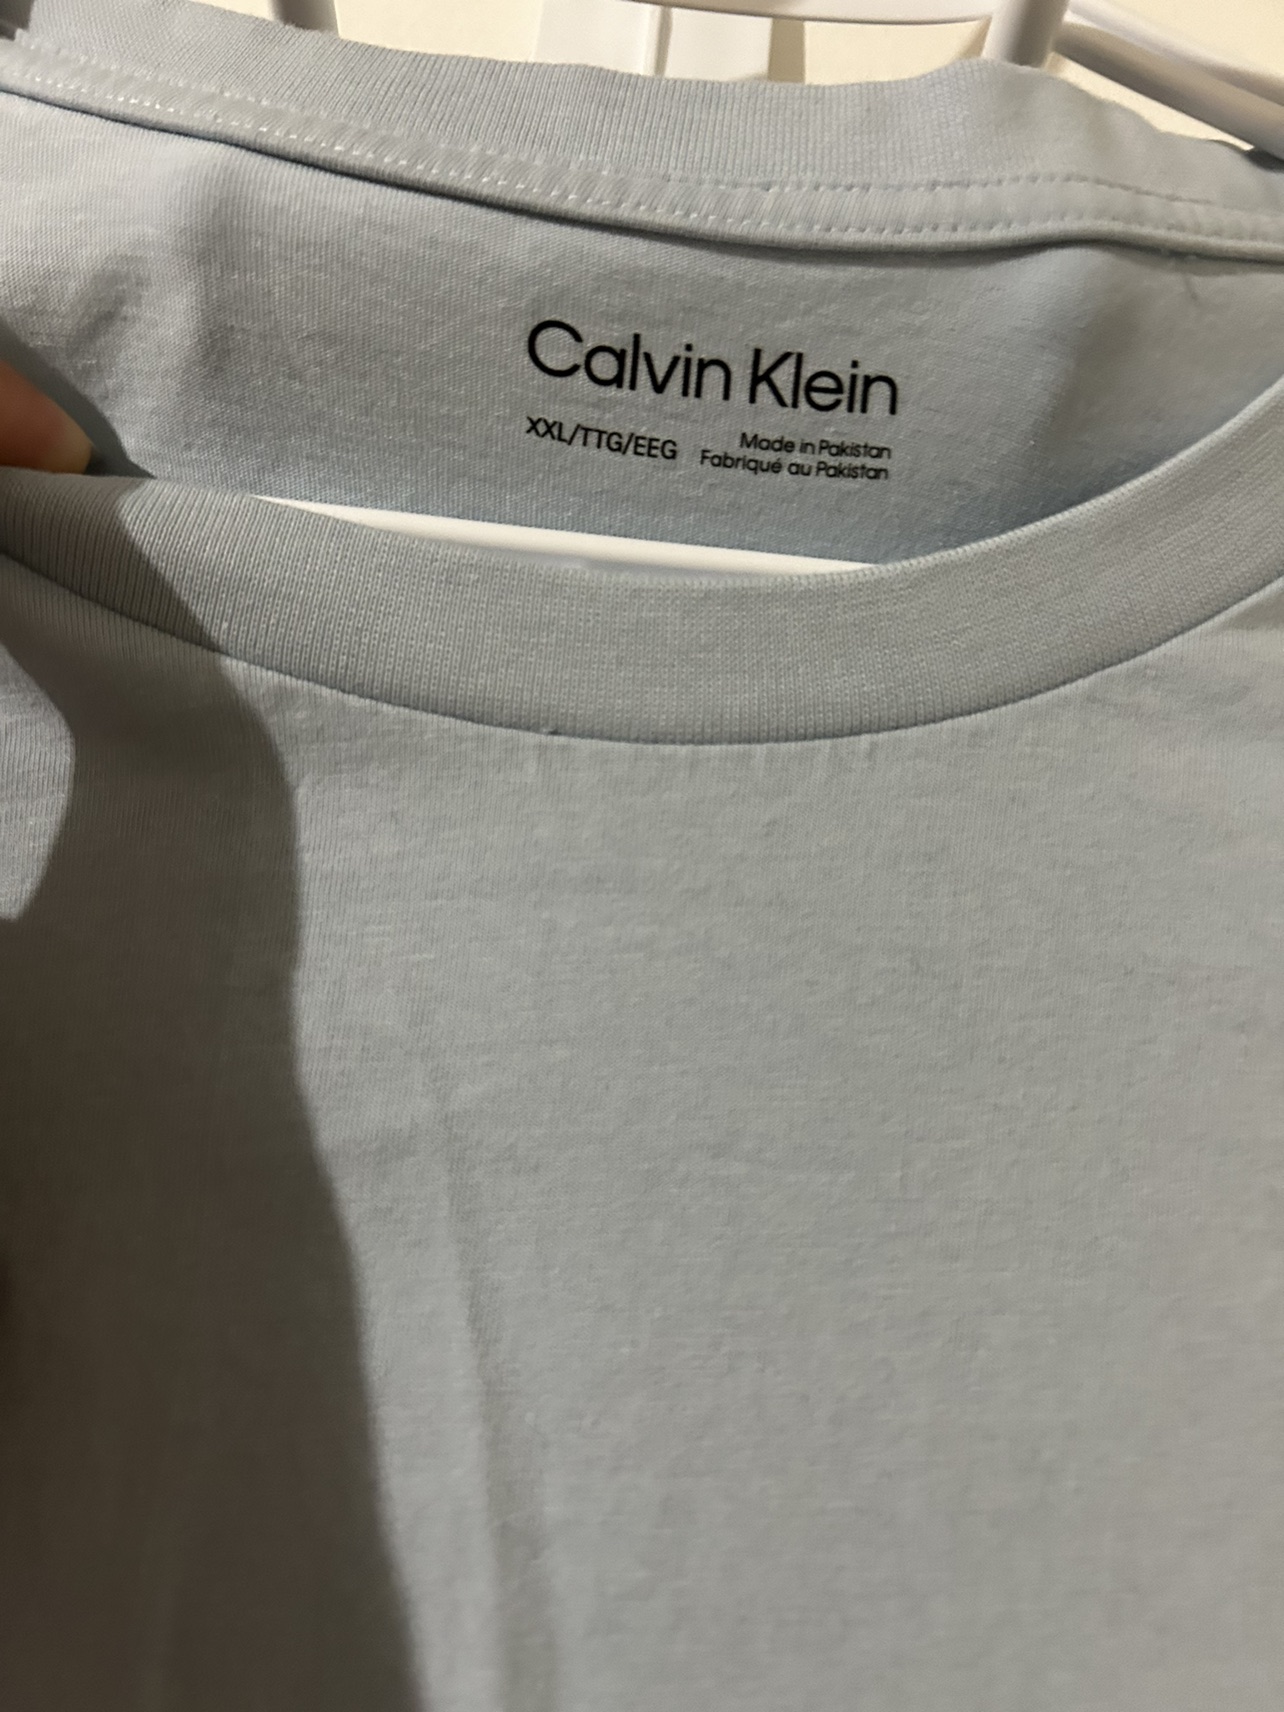 Calvin Klein
XXL/TTG/EEG
Made in Pakistan
Fabriqué au Pakistan